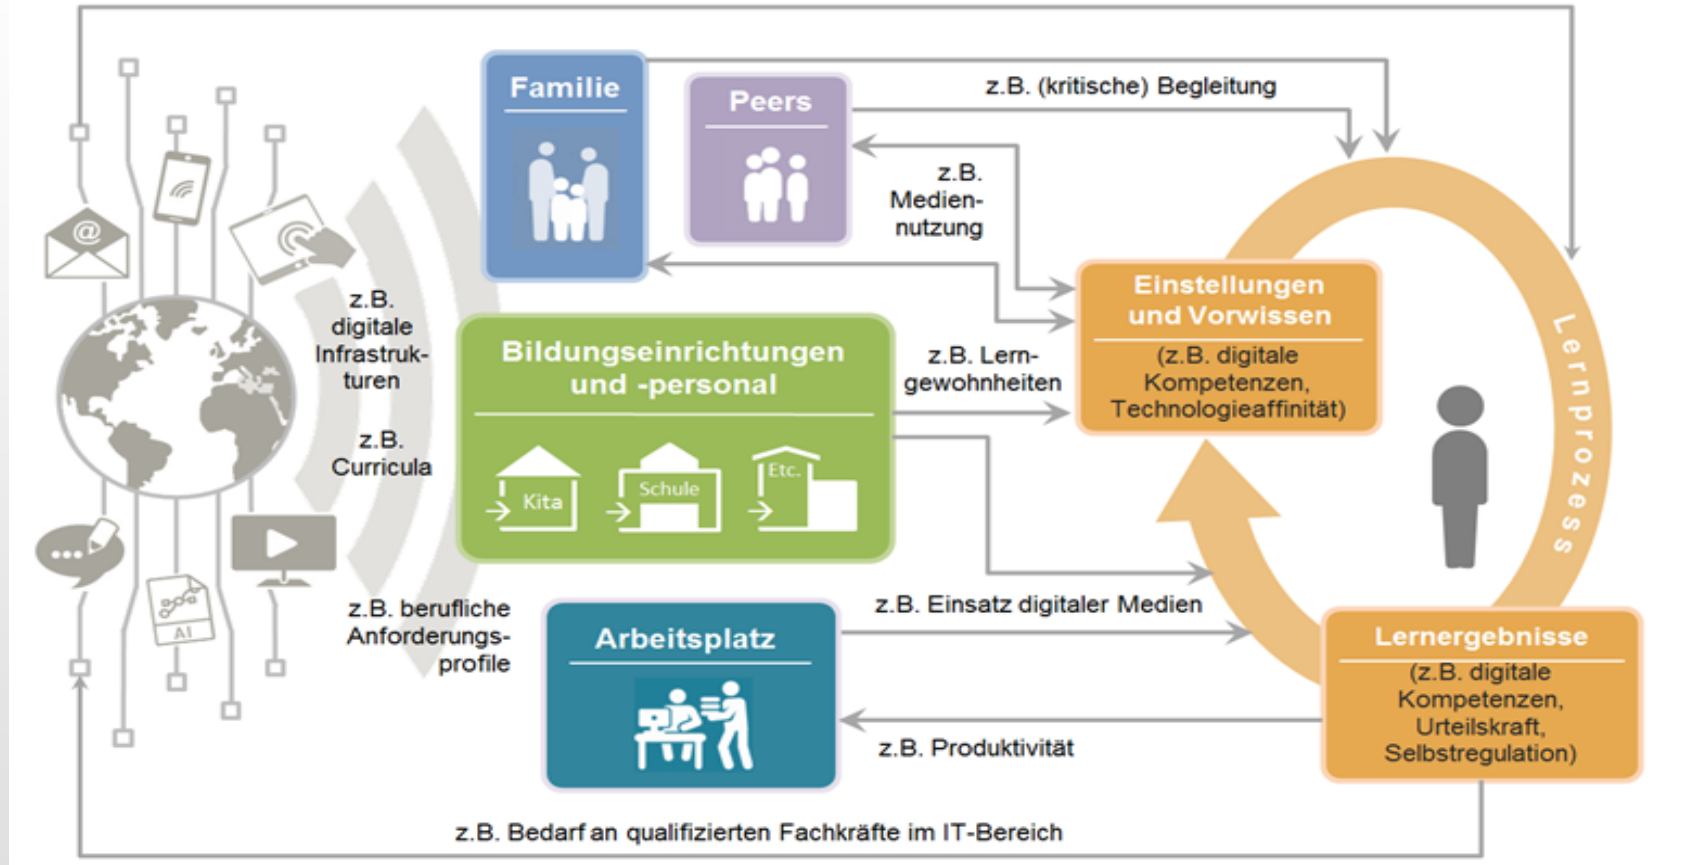 Familie
Peers
z.B. (kritische) Begleitung
z.B.
Medien-
nutzung
@
z.B.
digitale
Infrastruk-
turen
z.B.
Curricula
z.B. berufliche
Anforderungs-
profile
AI
Bildungseinrichtungen
und -personal
Kita
Schule
Etc.
z.B. Lern-
gewohnheiten
Einstellungen
und Vorwissen
(z.B. digitale
Kompetenzen,
Technologieaffinität)
Lernprozess
z.B. Einsatz digitaler Medien
Arbeitsplatz
z.B. Produktivität
Lernergebnisse
(z.B. digitale
Kompetenzen,
Urteilskraft,
Selbstregulation)
z.B. Bedarf an qualifizierten Fachkräfte im IT-Bereich